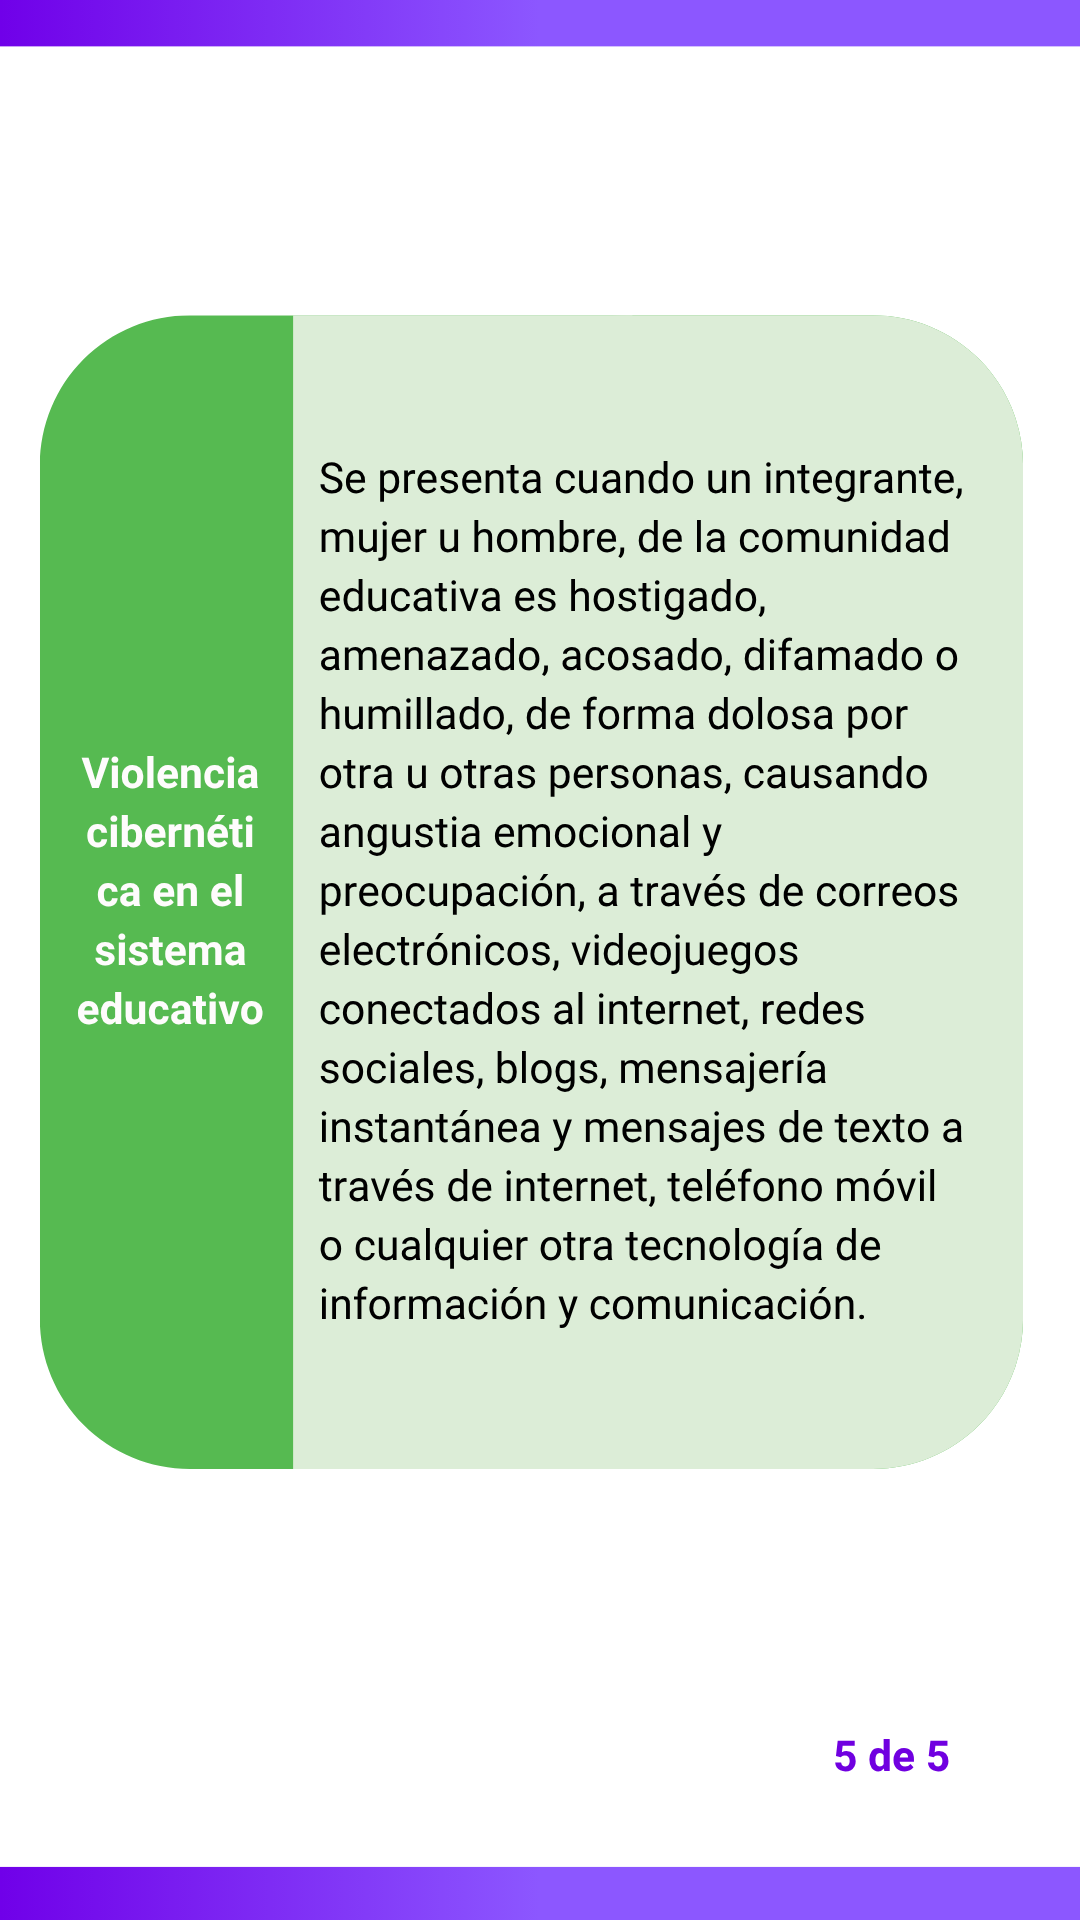 Violencia
cibernéti
ca en el
sistema
educativo
Se presenta cuando un integrante,
mujer u hombre, de la comunidad
educativa es hostigado,
amenazado, acosado, difamado o
humillado, de forma dolosa por
otra u otras personas, causando
angustia emocional y
preocupación, a través de correos
electrónicos, videojuegos
conectados al internet, redes
sociales, blogs, mensajería
instantánea y mensajes de texto a
través de internet, teléfono móvil
o cualquier otra tecnología de
información y comunicación.
5 de 5